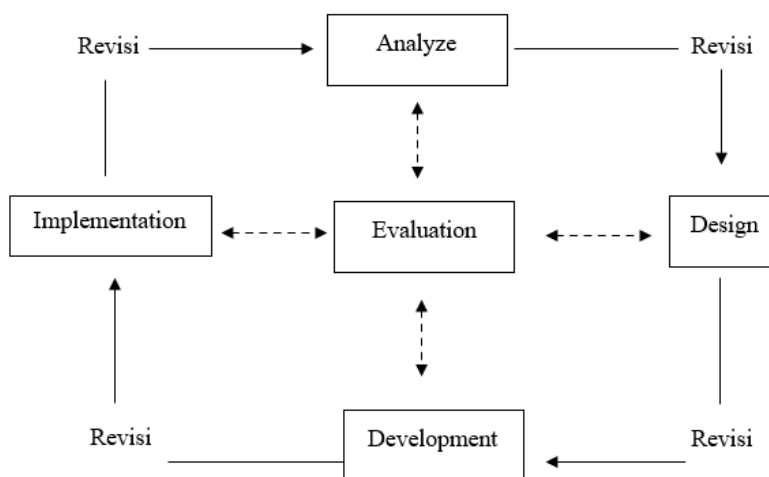 Revisi
Analyze
Revisi
Implementation
Evaluation
Design
Revisi
Development
Revisi